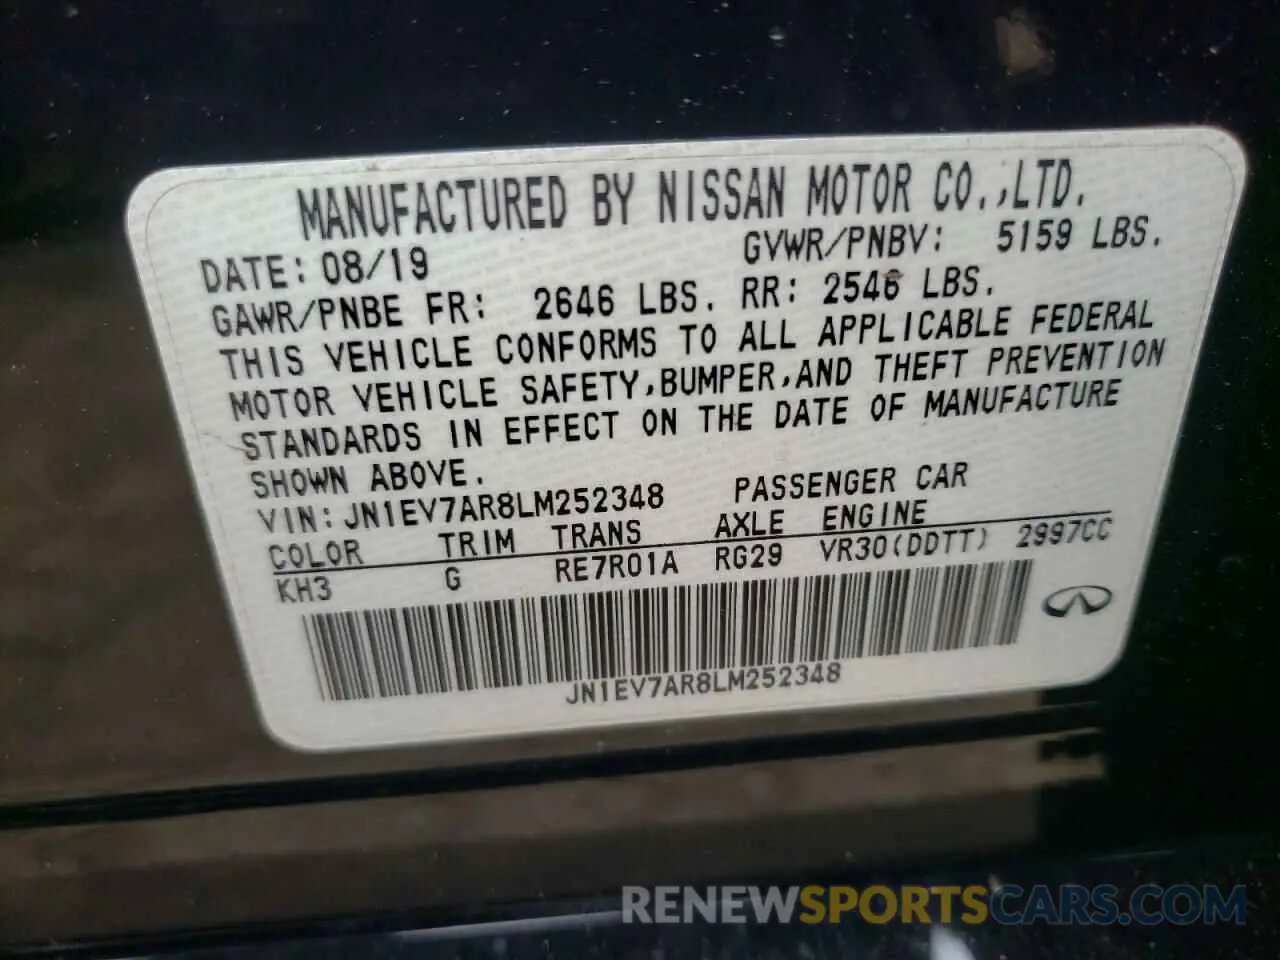 MANUFACTURED BY NISSAN MOTOR CO.,LTD.
DATE: 08/19 GVWR/PNBV: 5159 LBS.
GAWR/PNBE FR: 2646 LBS. RR: 2546 LBS.
THIS VEHICLE CONFORMS TO ALL APPLICABLE FEDERAL
MOTOR VEHICLE SAFETY,BUMPER,AND THEFT PREVENTION
STANDARDS IN EFFECT ON THE DATE OF MANUFACTURE
SHOWN ABOVE.
VIN: JN1EV7AR8LM252348 PASSENGER CAR
COLOR TRIM TRANS AXLE ENGINE
KH3 G RE7R01A RG29 VR30(DDTT) 2997CC
JN1EV7AR8LM252348
RENEWSPORTSCARS.COM